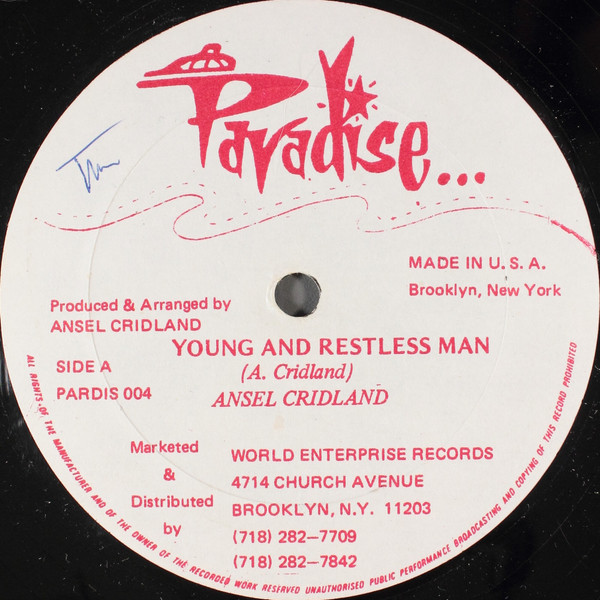 Paradise...
MADE IN U.S.A.
Brooklyn, New York
Produced & Arranged by
ANSEL CRIDLAND
SIDE A
PARDIS 004
YOUNG AND RESTLESS MAN
(A. Cridland)
ANSEL CRIDLAND
Marketed
&
Distributed
by
WORLD ENTERPRISE RECORDS
4714 CHURCH AVENUE
BROOKLYN, N.Y. 11203
(718) 282-7709
(718) 282-7842
ALL RIGHTS OF THE MANUFACTURER AND OF THE OWNER OF THE RECORDED WORK RESERVED UNAUTHORISED PUBLIC PERFORMANCE BROADCASTING AND COPYING OF THIS RECORD PROHIBITED